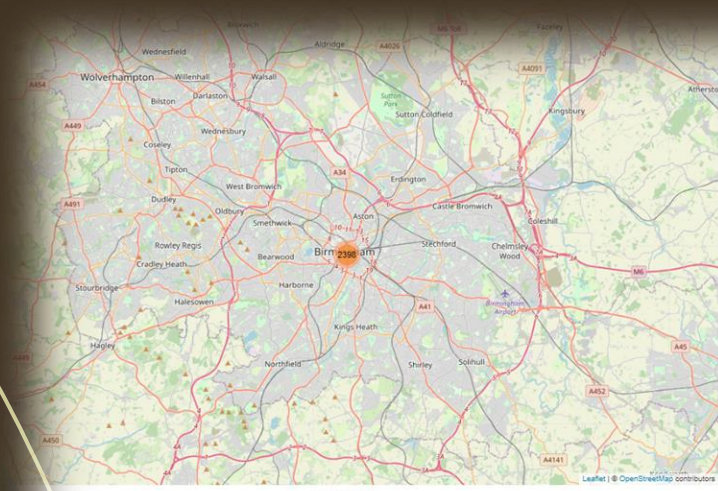 Aldridge
A4026
Wednesfield
Wolverhampton
Willenhall
Walsall
A454
Darlaston
Bilston
A4091
Kingsbury
Sutton
Park
Sutton Coldfield
A449
Wednesbury
Coseley
Tipton
A34
Erdington
West Bromwich
Dudley
A491
Oldbury
Aston
Castle Bromwich
Smethwick
Coleshill
Rowley Regis
Stechford
Chelmsley
Wood
Bearwood
2398
Cradley Heath
M6
Stourbridge
Harborne
Halesowen
Birmingham
Airport
A41
Kings Heath
Hagley
A45
Northfield
Shirley
Solihull
A452
A450
A4141
Leaflet | © OpenStreetMap contributors